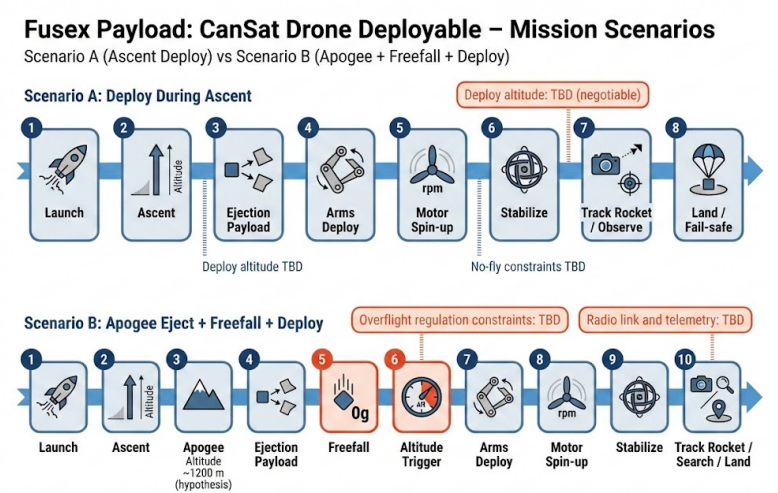 Fusex Payload: CanSat Drone Deployable – Mission Scenarios
Scenario A (Ascent Deploy) vs Scenario B (Apogee + Freefall + Deploy)
Scenario A: Deploy During Ascent
Deploy altitude: TBD (negotiable)
1
Launch
2
Altitude
Ascent
3
Ejection
Payload
4
Arms
Deploy
5
rpm
Motor
Spin-up
6
Stabilize
7
Track Rocket
/ Observe
8
Land /
Fail-safe
Deploy altitude TBD
No-fly constraints TBD
Scenario B: Apogee Eject + Freefall + Deploy
Overflight regulation constraints: TBD
Radio link and telemetry: TBD
1
Launch
2
Altitude
Ascent
3
Apogee
Altitude
~1200 m
(hypothesis)
4
Ejection
Payload
5
0g
Freefall
6
Altitude
Trigger
7
Arms
Deploy
8
rpm
Motor
Spin-up
9
Stabilize
10
Track Rocket /
Search / Land